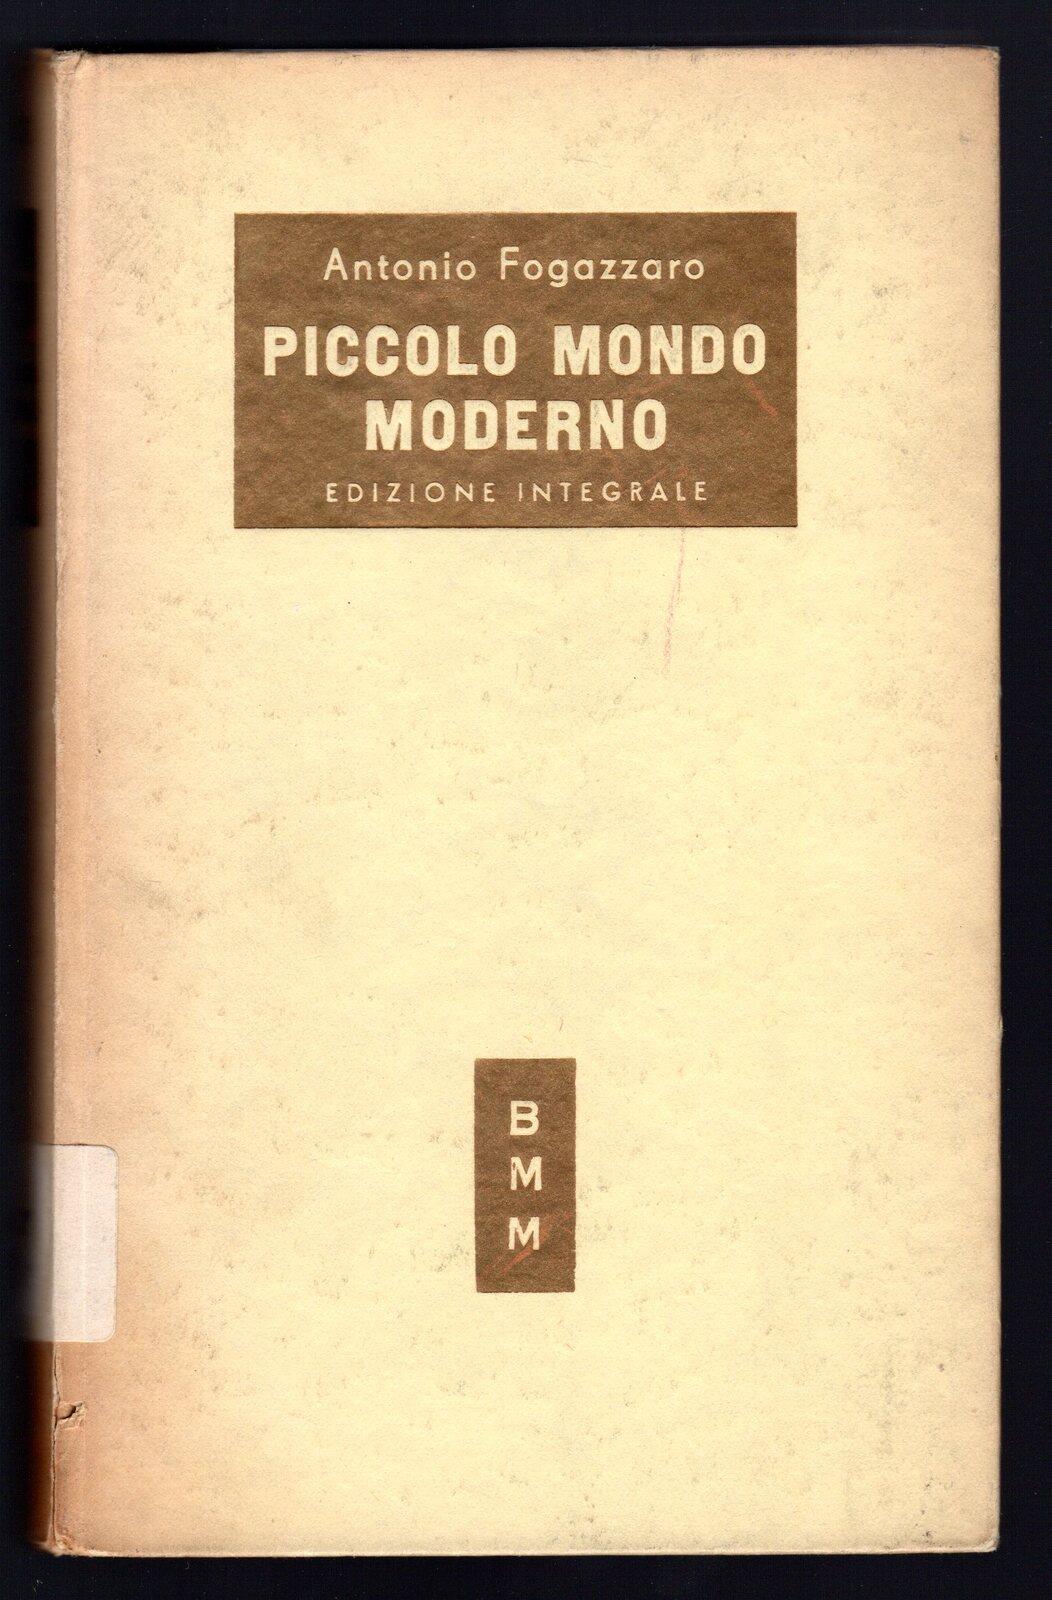 Antonio Fogazzaro
PICCOLO MONDO
MODERNO
EDIZIONE INTEGRALE
B
M
M